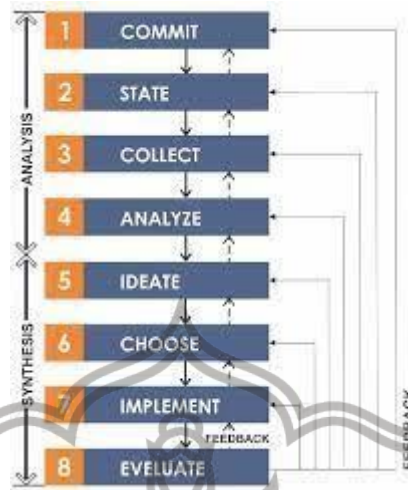 1 COMMIT
2 STATE
3 COLLECT
4 ANALYZE
5 IDEATE
6 CHOOSE
7 IMPLEMENT
FEEDBACK
8 EVELUATE
ANALYSIS
SYNTHESIS
FEEDBACK